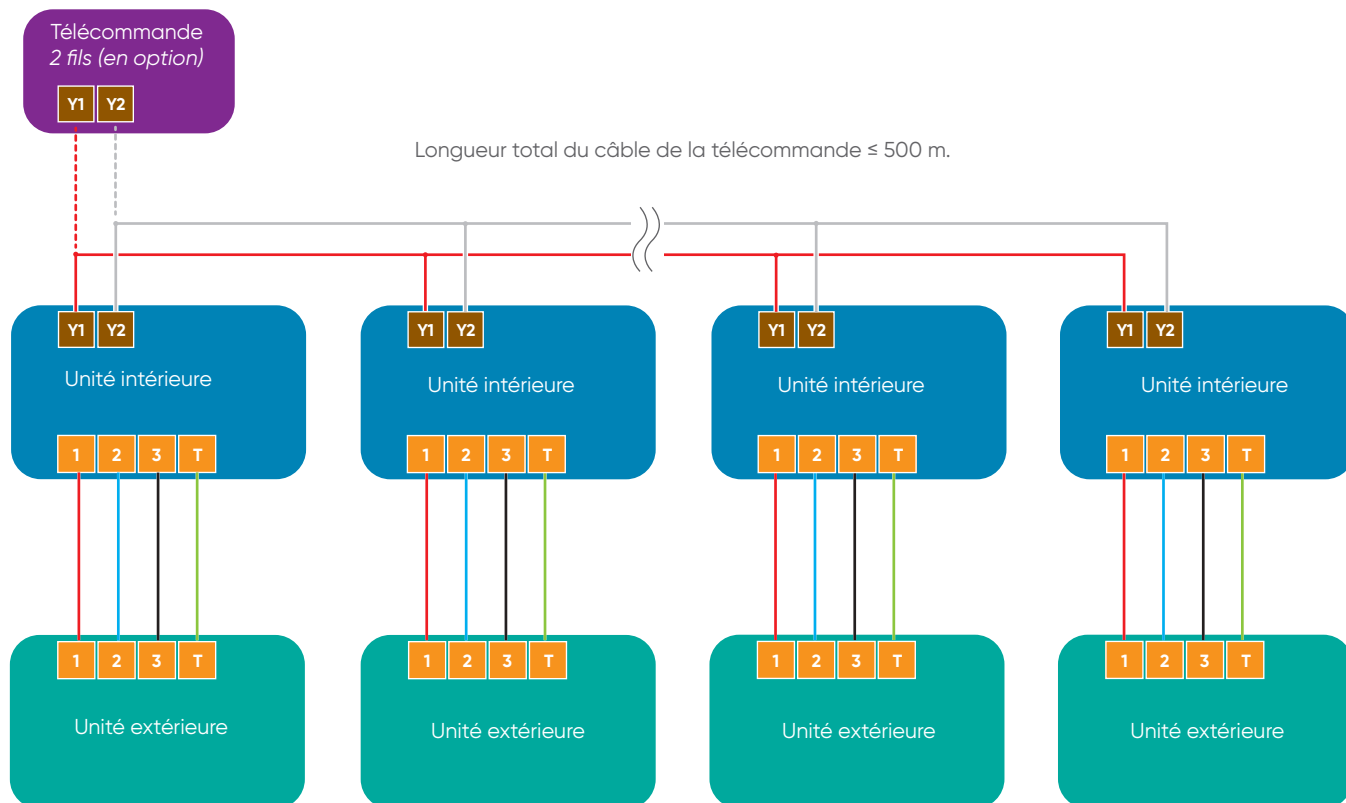 Télécommande
2 fils (en option)
Y1 Y2
Longueur total du câble de la télécommande ≤ 500 m.
Y1 Y2 Y1 Y2 Y1 Y2 Y1 Y2
Unité intérieure Unité intérieure Unité intérieure Unité intérieure
1 2 3 T 1 2 3 T 1 2 3 T 1 2 3 T
1 2 3 T 1 2 3 T 1 2 3 T 1 2 3 T
Unité extérieure Unité extérieure Unité extérieure Unité extérieure